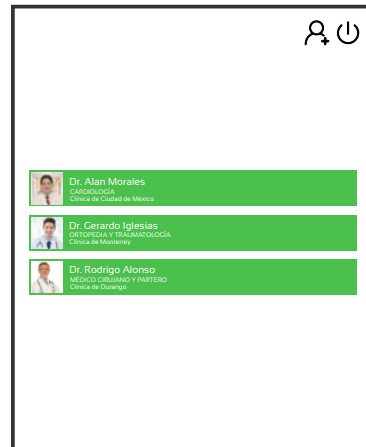 Dr. Alan Morales
CARDIOLOGÍA
Clínica de Ciudad de México
Dr. Gerardo Iglesias
ORTOPEDIA Y TRAUMATOLOGÍA
Clínica de Monterrey
Dr. Rodrigo Alonso
MÉDICO CIRUJANO Y PARTERO
Clínica de Durango